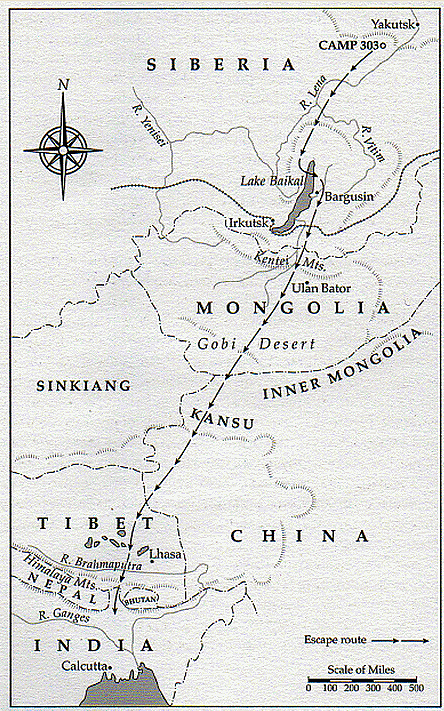 Yakutsk
CAMP 303
SIBERIA
R. Lena
R. Yenisei
R. Vitim
N
Lake Baikal
Bargusin
Irkutsk
Kentei Mts.
Ulan Bator
MONGOLIA
Gobi Desert
INNER MONGOLIA
SINKIANG
KANSU
TIBET
CHINA
Lhasa
R. Brahmaputra
Himalaya Mts.
NEPAL
BHUTAN
R. Ganges
INDIA
Escape route
Calcutta
Scale of Miles
0 100 200 300 400 500